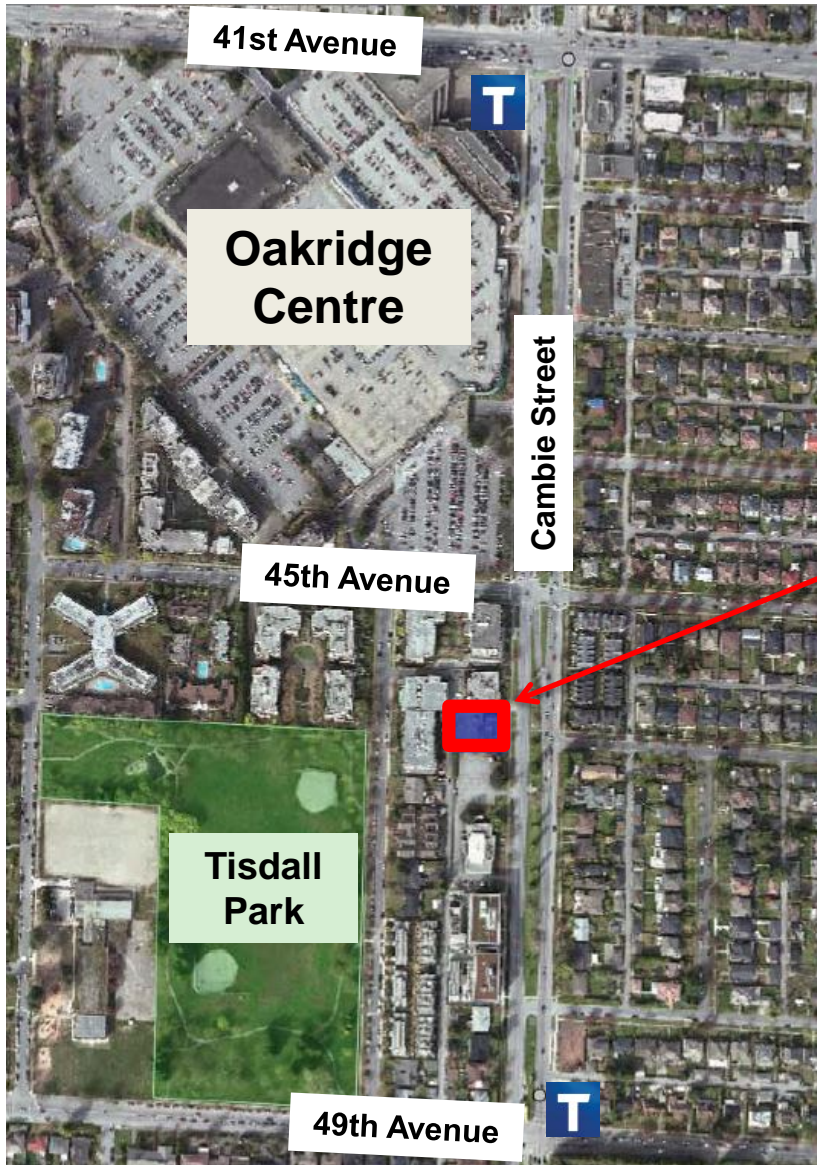 41st Avenue
T
Oakridge
Centre
Cambie Street
45th Avenue
Tisdall
Park
49th Avenue
T